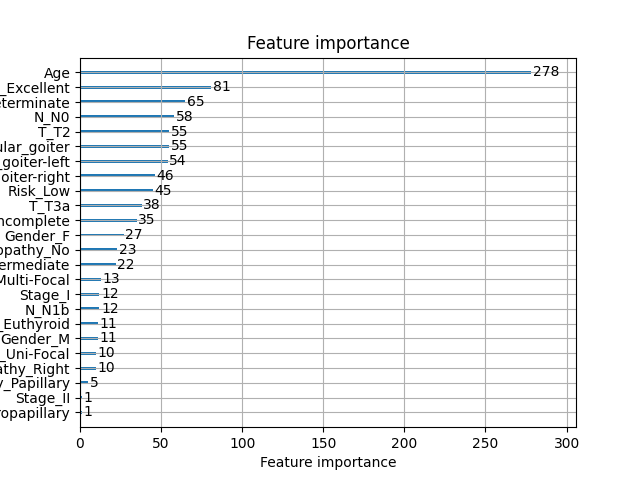 Feature importance
Age 278
_Excellent 81
eterminate 65
N_N0 58
T_T2 55
ular_goiter 55
goiter-left 54
oiter-right 46
Risk_Low 45
T_T3a 38
ncomplete 35
Gender_F 27
opathy_No 23
ermediate 22
Multi-Focal 13
Stage_I 12
N_N1b 12
_Euthyroid 11
Gender_M 11
_Uni-Focal 10
athy_Right 10
y_Papillary 5
Stage_II 1
ropapillary 1
0 50 100 150 200 250 300
Feature importance